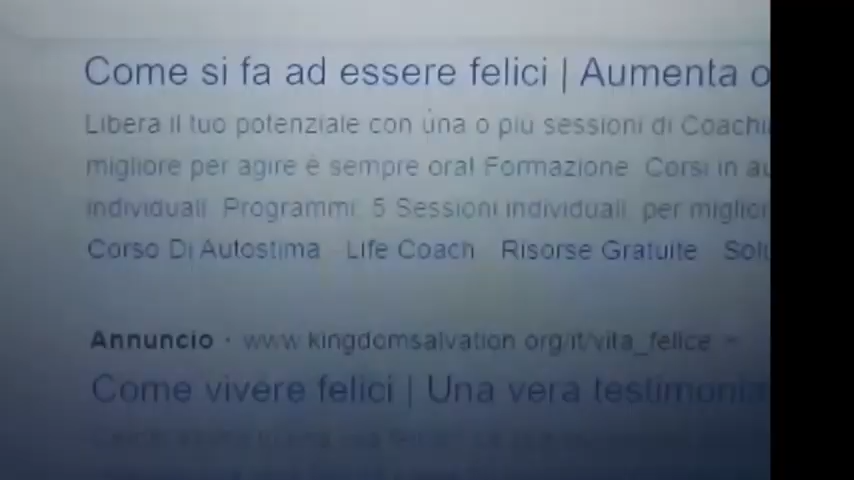 Come si fa ad essere felici | Aumenta
Libera il tuo potenziale con una o più sessioni di
migliore per agire è sempre ora! Formazione. Corsi in
individuali. Programmi. 5 Sessioni individuali, per
Corso Di Autostima Life Coach Risorse Gratuite
Annuncio · www.kingdomsalvation.org/it/vita_felice
Come vivere felici | Una vera